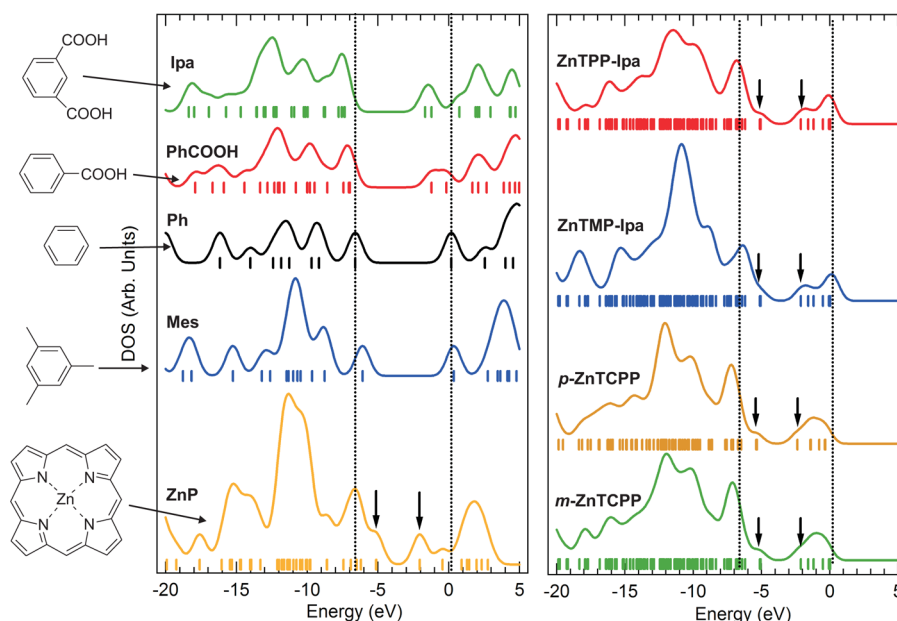 COOH
COOH
COOH
Zn
N
N
N
N
DOS (Arb. Units)
Ipa
PhCOOH
Ph
Mes
ZnP
-20 -15 -10 -5 0 5
Energy (eV)
ZnTPP-Ipa
ZnTMP-Ipa
p-ZnTCPP
m-ZnTCPP
-20 -15 -10 -5 0 5
Energy (eV)